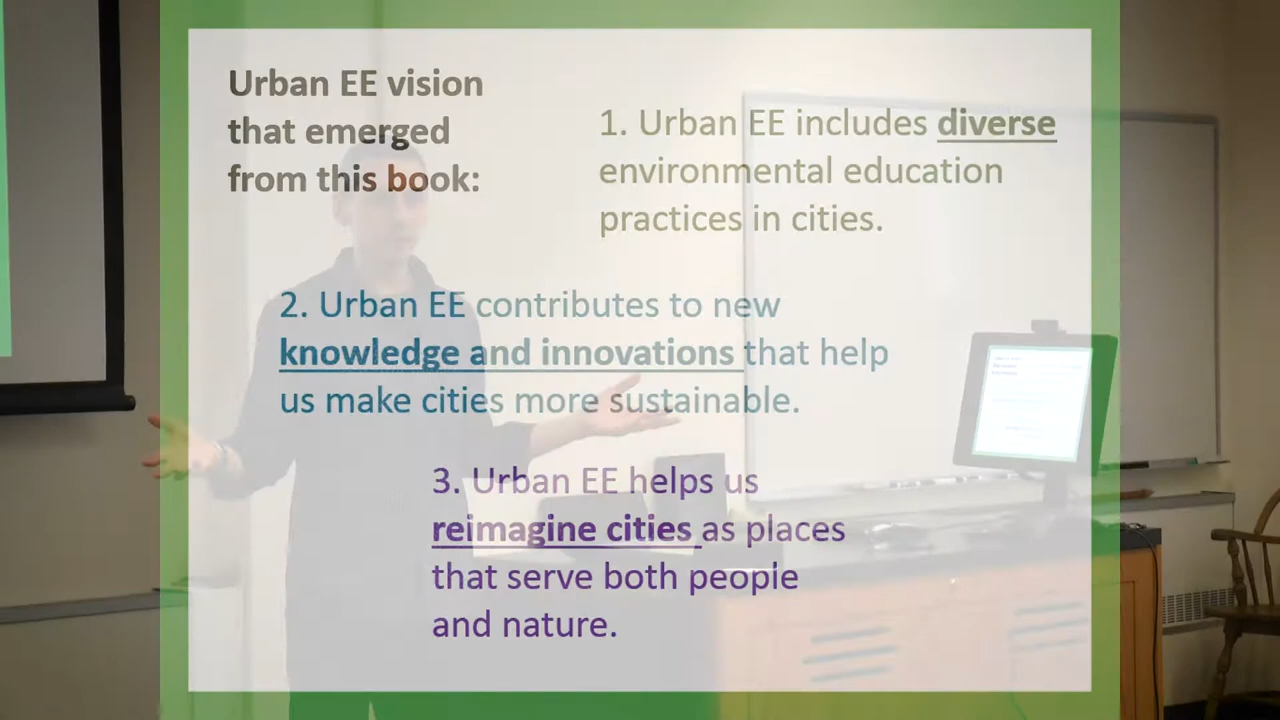 Urban EE vision
that emerged
from this book:
1. Urban EE includes diverse
environmental education
practices in cities.
2. Urban EE contributes to new
knowledge and innovations that help
us make cities more sustainable.
3. Urban EE helps us
reimagine cities as places
that serve both people
and nature.